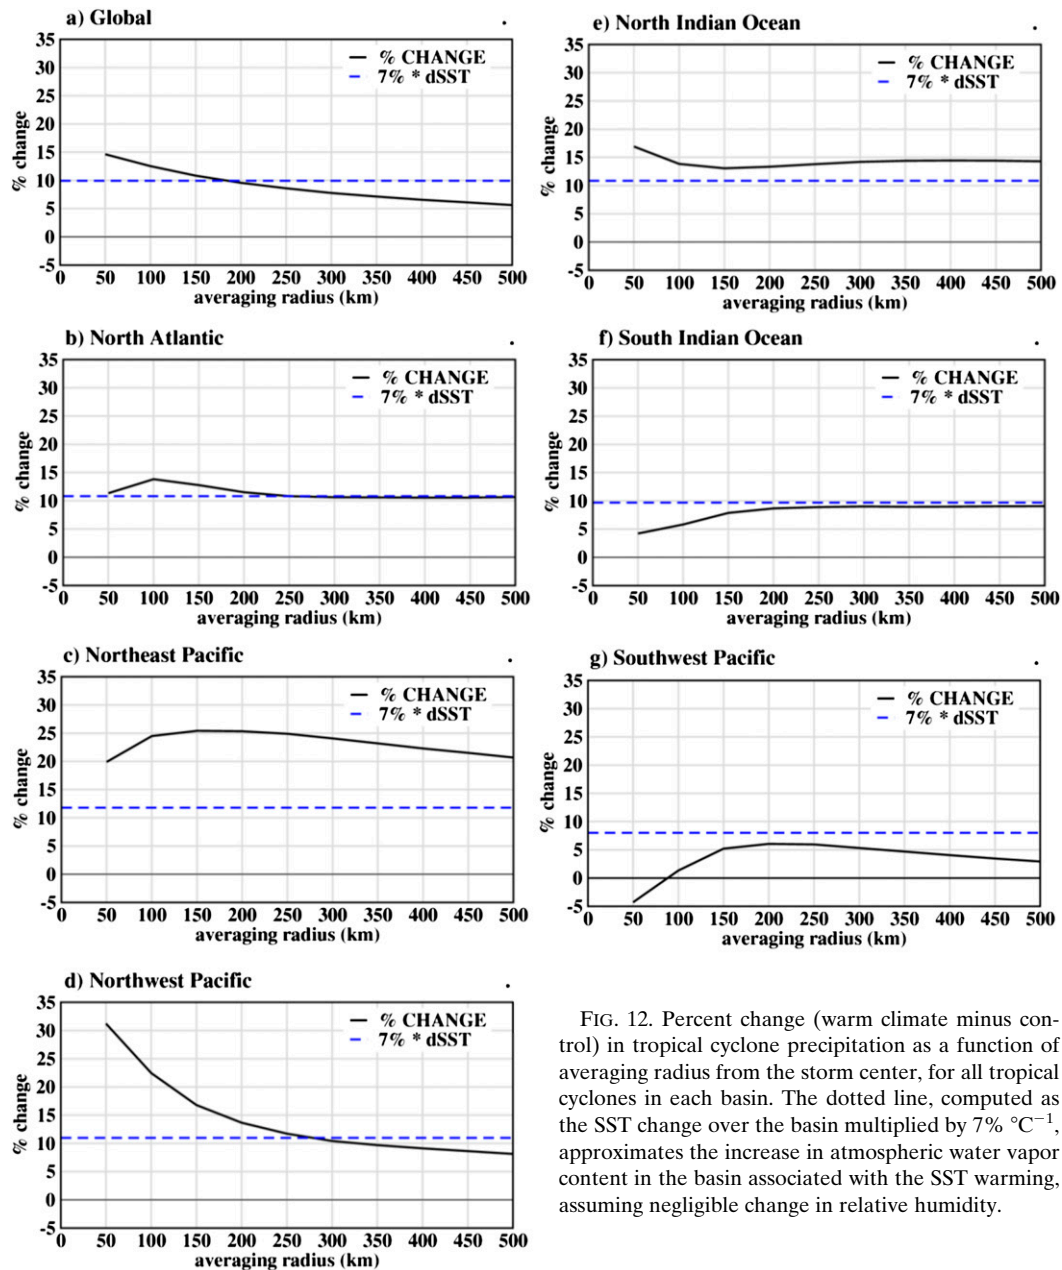 a) Global
35
30
25
20
15
10
5
0
-5
% change
% CHANGE
7% * dSST
0 50 100 150 200 250 300 350 400 450 500
averaging radius (km)
b) North Atlantic
35
30
25
20
15
10
5
0
-5
% change
% CHANGE
7% * dSST
0 50 100 150 200 250 300 350 400 450 500
averaging radius (km)
c) Northeast Pacific
35
30
25
20
15
10
5
0
-5
% change
% CHANGE
7% * dSST
0 50 100 150 200 250 300 350 400 450 500
averaging radius (km)
d) Northwest Pacific
35
30
25
20
15
10
5
0
-5
% change
% CHANGE
7% * dSST
0 50 100 150 200 250 300 350 400 450 500
averaging radius (km)
e) North Indian Ocean
35
30
25
20
15
10
5
0
-5
% change
% CHANGE
7% * dSST
0 50 100 150 200 250 300 350 400 450 500
averaging radius (km)
f) South Indian Ocean
35
30
25
20
15
10
5
0
-5
% change
% CHANGE
7% * dSST
0 50 100 150 200 250 300 350 400 450 500
averaging radius (km)
g) Southwest Pacific
35
30
25
20
15
10
5
0
-5
% change
% CHANGE
7% * dSST
0 50 100 150 200 250 300 350 400 450 500
averaging radius (km)
FIG. 12. Percent change (warm climate minus con-
trol) in tropical cyclone precipitation as a function of
averaging radius from the storm center, for all tropical
cyclones in each basin. The dotted line, computed as
the SST change over the basin multiplied by 7% °C⁻¹,
approximates the increase in atmospheric water vapor
content in the basin associated with the SST warming,
assuming negligible change in relative humidity.